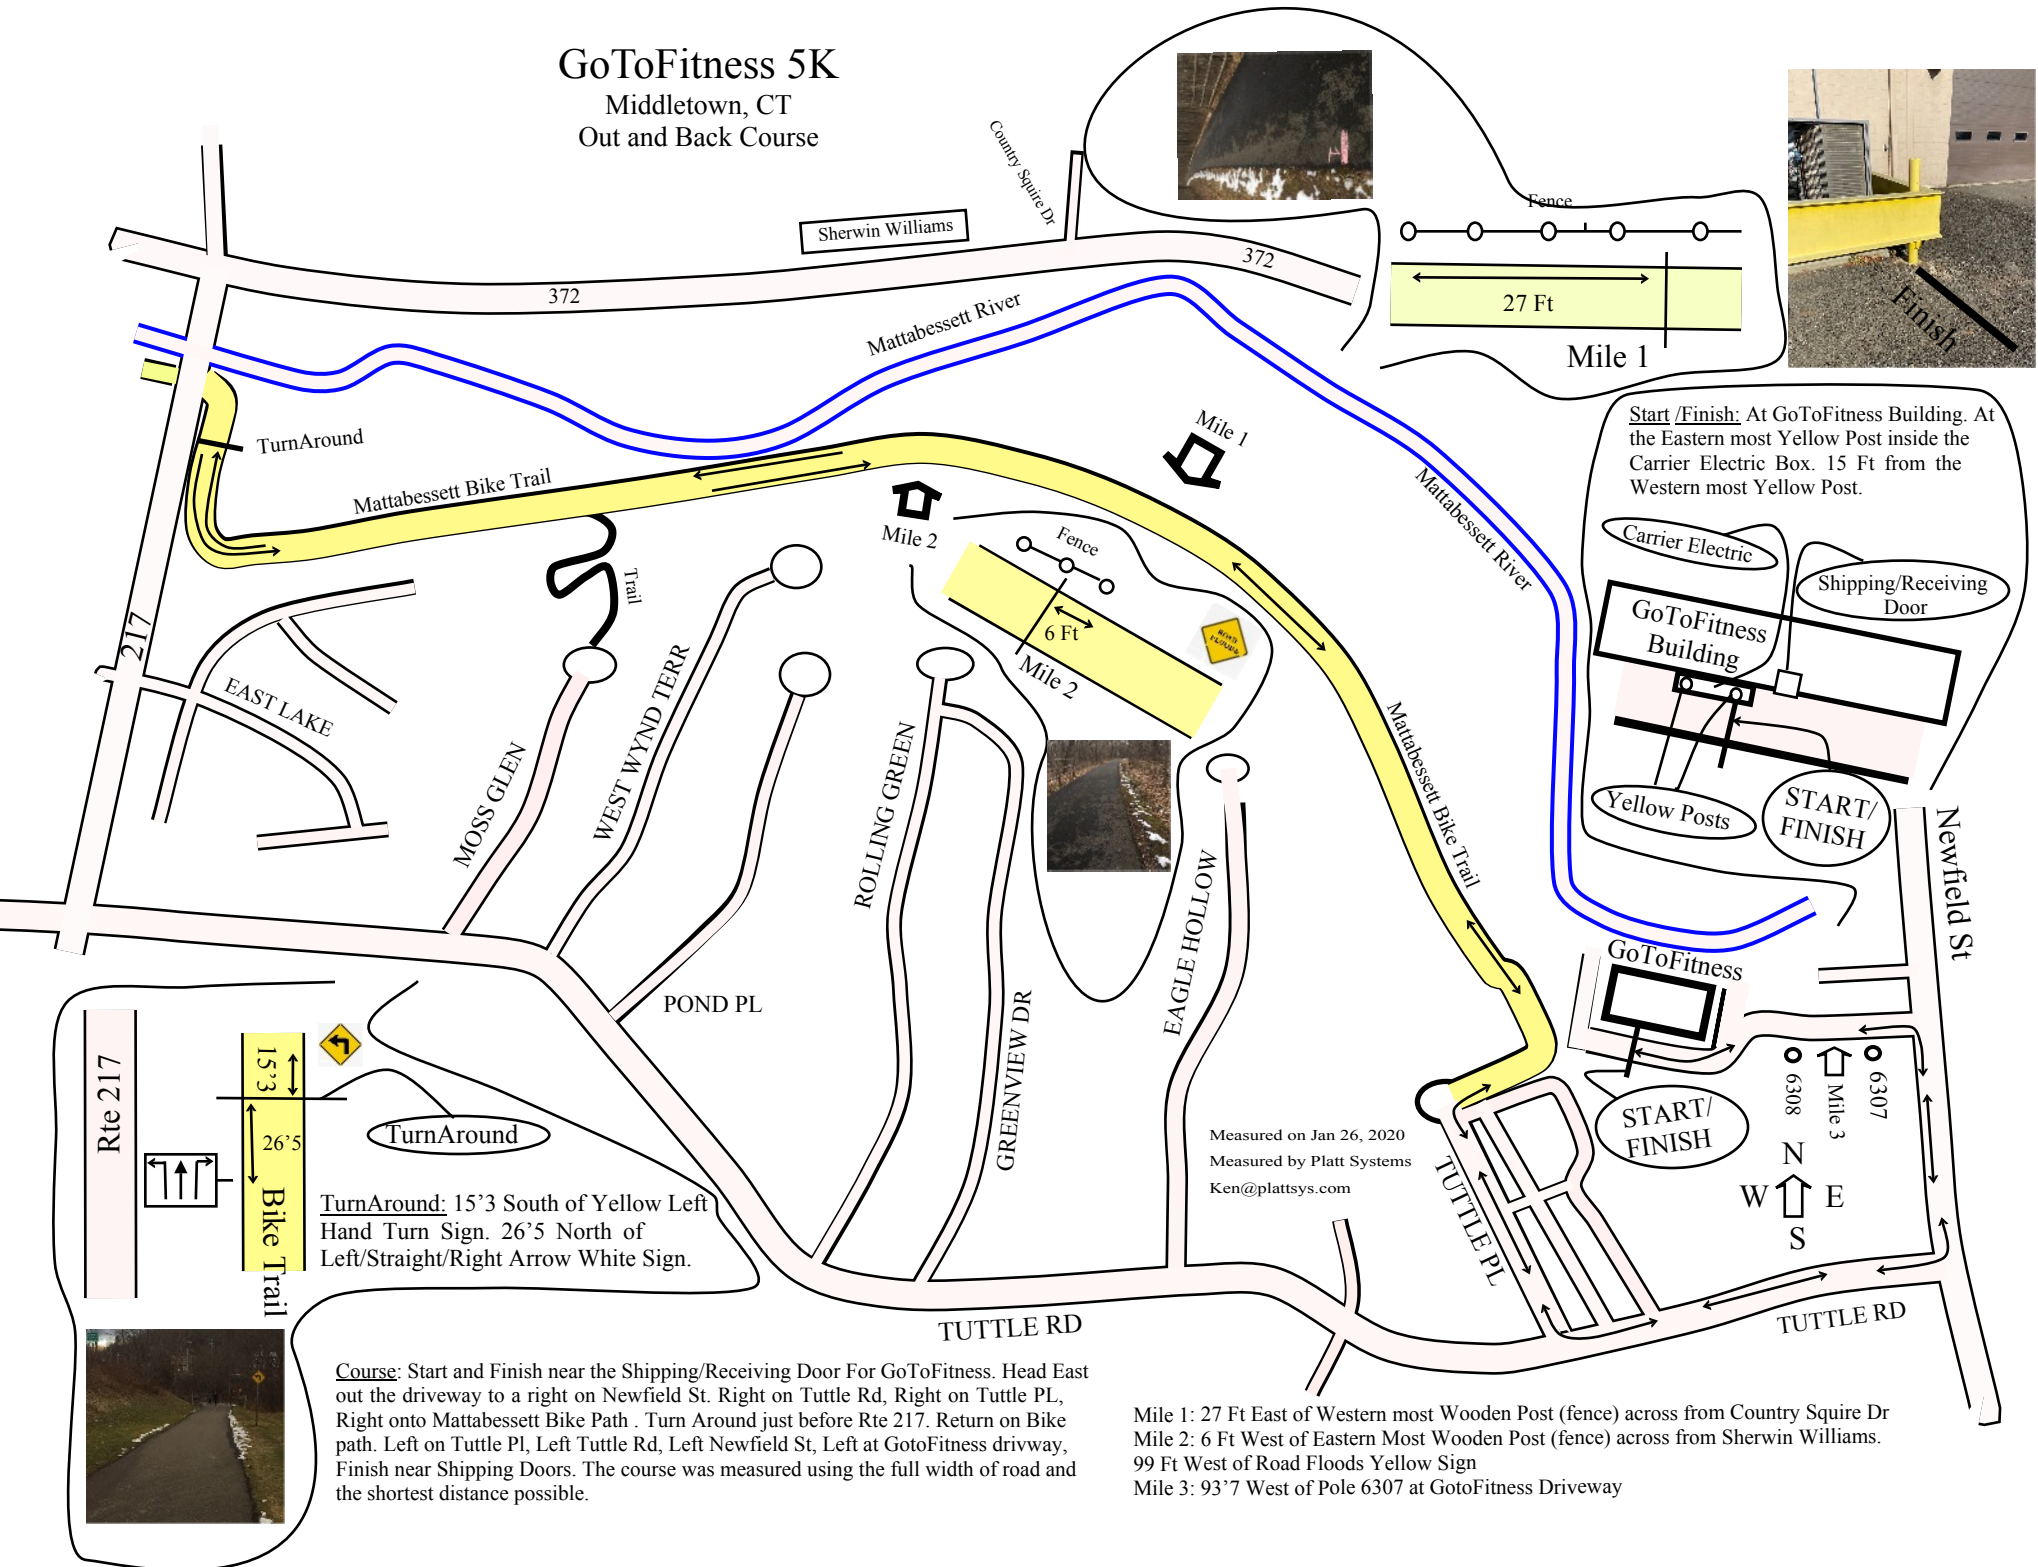 GoToFitness 5K
Middletown, CT
Out and Back Course
Country Squire Dr
Sherwin Williams
372
372
Fence
27 Ft
Mile 1
1
Finish
Mattabessett River
TurnAround
Mattabessett Bike Trail
Mile 1
Mile 2
Fence
6 Ft
Mile 2
ROAD
FLOODS
Mattabessett River
Start /Finish: At GoToFitness Building. At
the Eastern most Yellow Post inside the
Carrier Electric Box. 15 Ft from the
Western most Yellow Post.
Carrier Electric
Shipping/Receiving
Door
GoToFitness
Building
Yellow Posts
START/
FINISH
217
EAST LAKE
Trail
MOSS GLEN
WEST WYND TERR
POND PL
ROLLING GREEN
GREENVIEW DR
EAGLE HOLLOW
Mattabessett Bike Trail
Newfield St
GoToFitness
START/
FINISH
6308
Mile 3
6307
N
W E
S
Rte 217
15'3
26'5
Bike Trail
TurnAround
TurnAround: 15'3 South of Yellow Left
Hand Turn Sign. 26'5 North of
Left/Straight/Right Arrow White Sign.
Measured on Jan 26, 2020
Measured by Platt Systems
Ken@plattsys.com
TUTTLE PL
TUTTLE RD
TUTTLE RD
Course: Start and Finish near the Shipping/Receiving Door For GoToFitness. Head East
out the driveway to a right on Newfield St. Right on Tuttle Rd, Right on Tuttle PL,
Right onto Mattabessett Bike Path . Turn Around just before Rte 217. Return on Bike
path. Left on Tuttle Pl, Left Tuttle Rd, Left Newfield St, Left at GotoFitness drivway,
Finish near Shipping Doors. The course was measured using the full width of road and
the shortest distance possible.
Mile 1: 27 Ft East of Western most Wooden Post (fence) across from Country Squire Dr
Mile 2: 6 Ft West of Eastern Most Wooden Post (fence) across from Sherwin Williams.
99 Ft West of Road Floods Yellow Sign
Mile 3: 93'7 West of Pole 6307 at GotoFitness Driveway